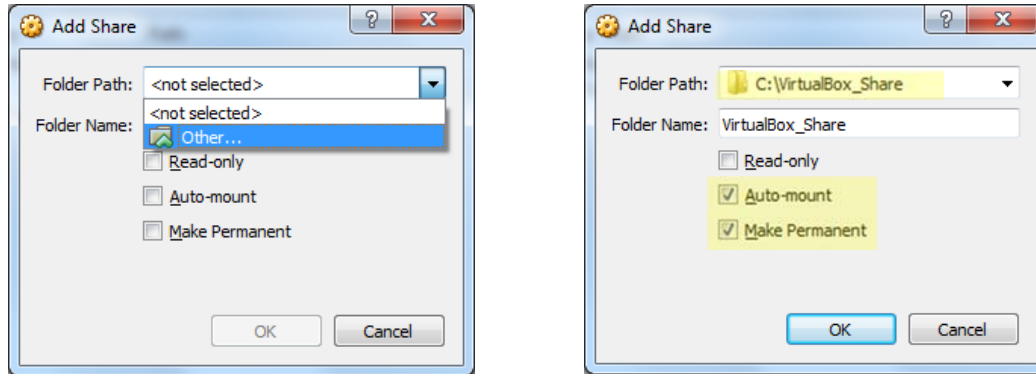 Add Share
Folder Path: <not selected>
<not selected>
Folder Name: Other...
Read-only
Auto-mount
Make Permanent
OK Cancel
Add Share
Folder Path: C:\VirtualBox_Share
Folder Name: VirtualBox_Share
Read-only
Auto-mount
Make Permanent
OK Cancel